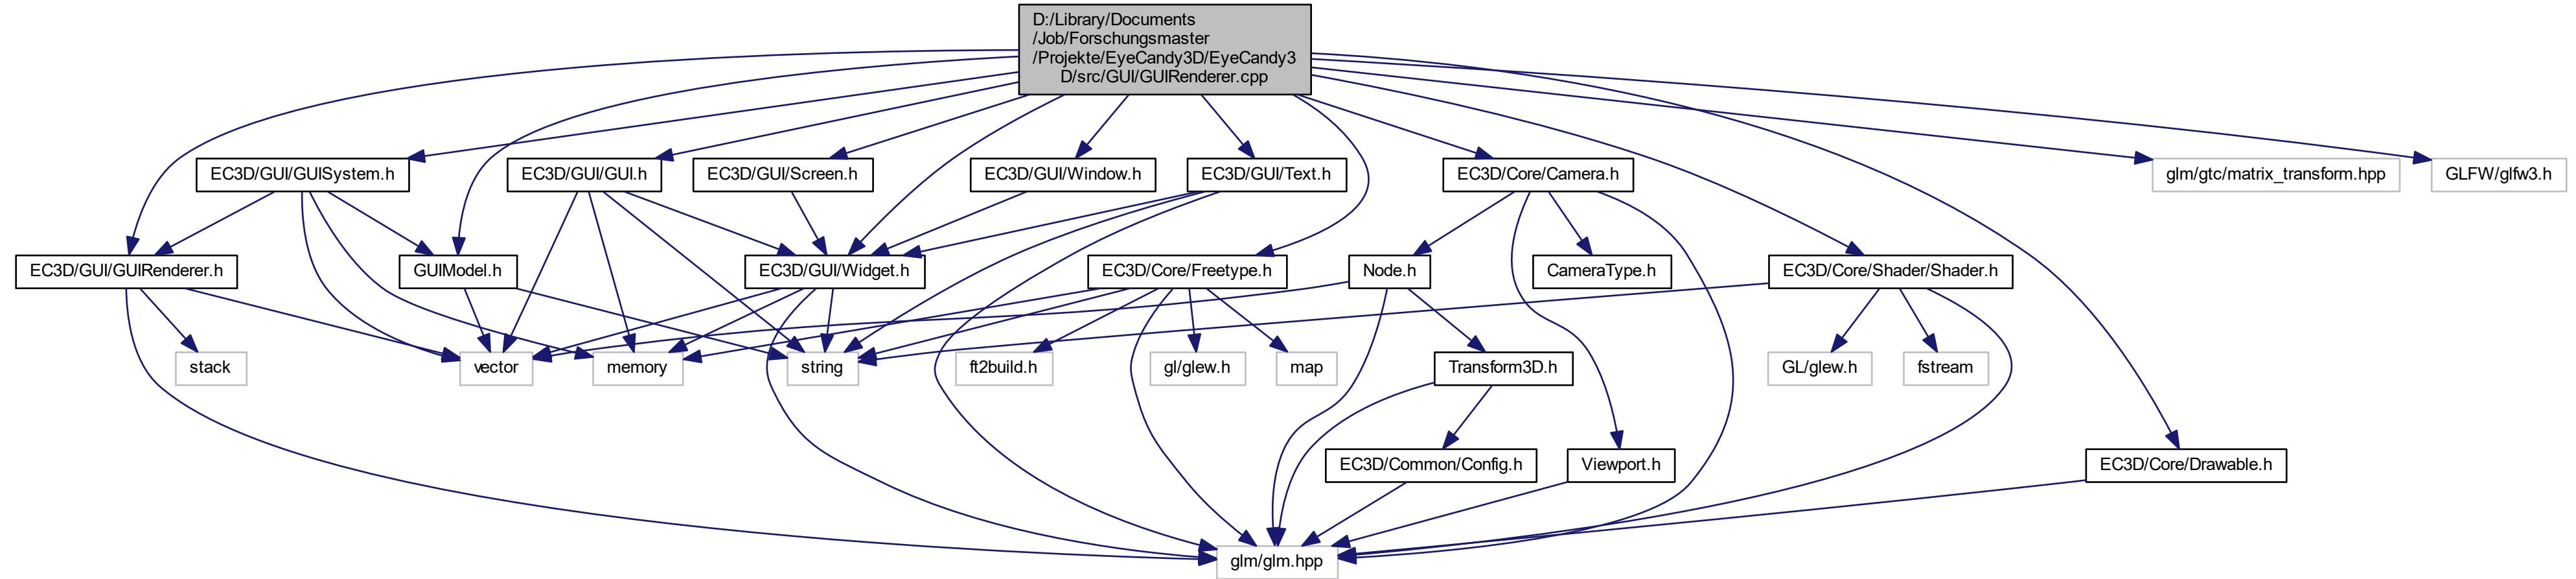 D:/Library/Documents
/Job/Forschungsmaster
/Projekte/EyeCandy3D/EyeCandy3
D/src/GUI/GUIRenderer.cpp
EC3D/GUI/GUISystem.h
EC3D/GUI/GUI.h
EC3D/GUI/Screen.h
EC3D/GUI/Window.h
EC3D/GUI/Text.h
EC3D/Core/Camera.h
glm/gtc/matrix_transform.hpp
GLFW/glfw3.h
EC3D/GUI/GUIRenderer.h
GUIModel.h
EC3D/GUI/Widget.h
EC3D/Core/Freetype.h
Node.h
CameraType.h
EC3D/Core/Shader/Shader.h
stack
vector
memory
string
ft2build.h
gl/glew.h
map
Transform3D.h
GL/glew.h
fstream
EC3D/Common/Config.h
Viewport.h
EC3D/Core/Drawable.h
glm/glm.hpp